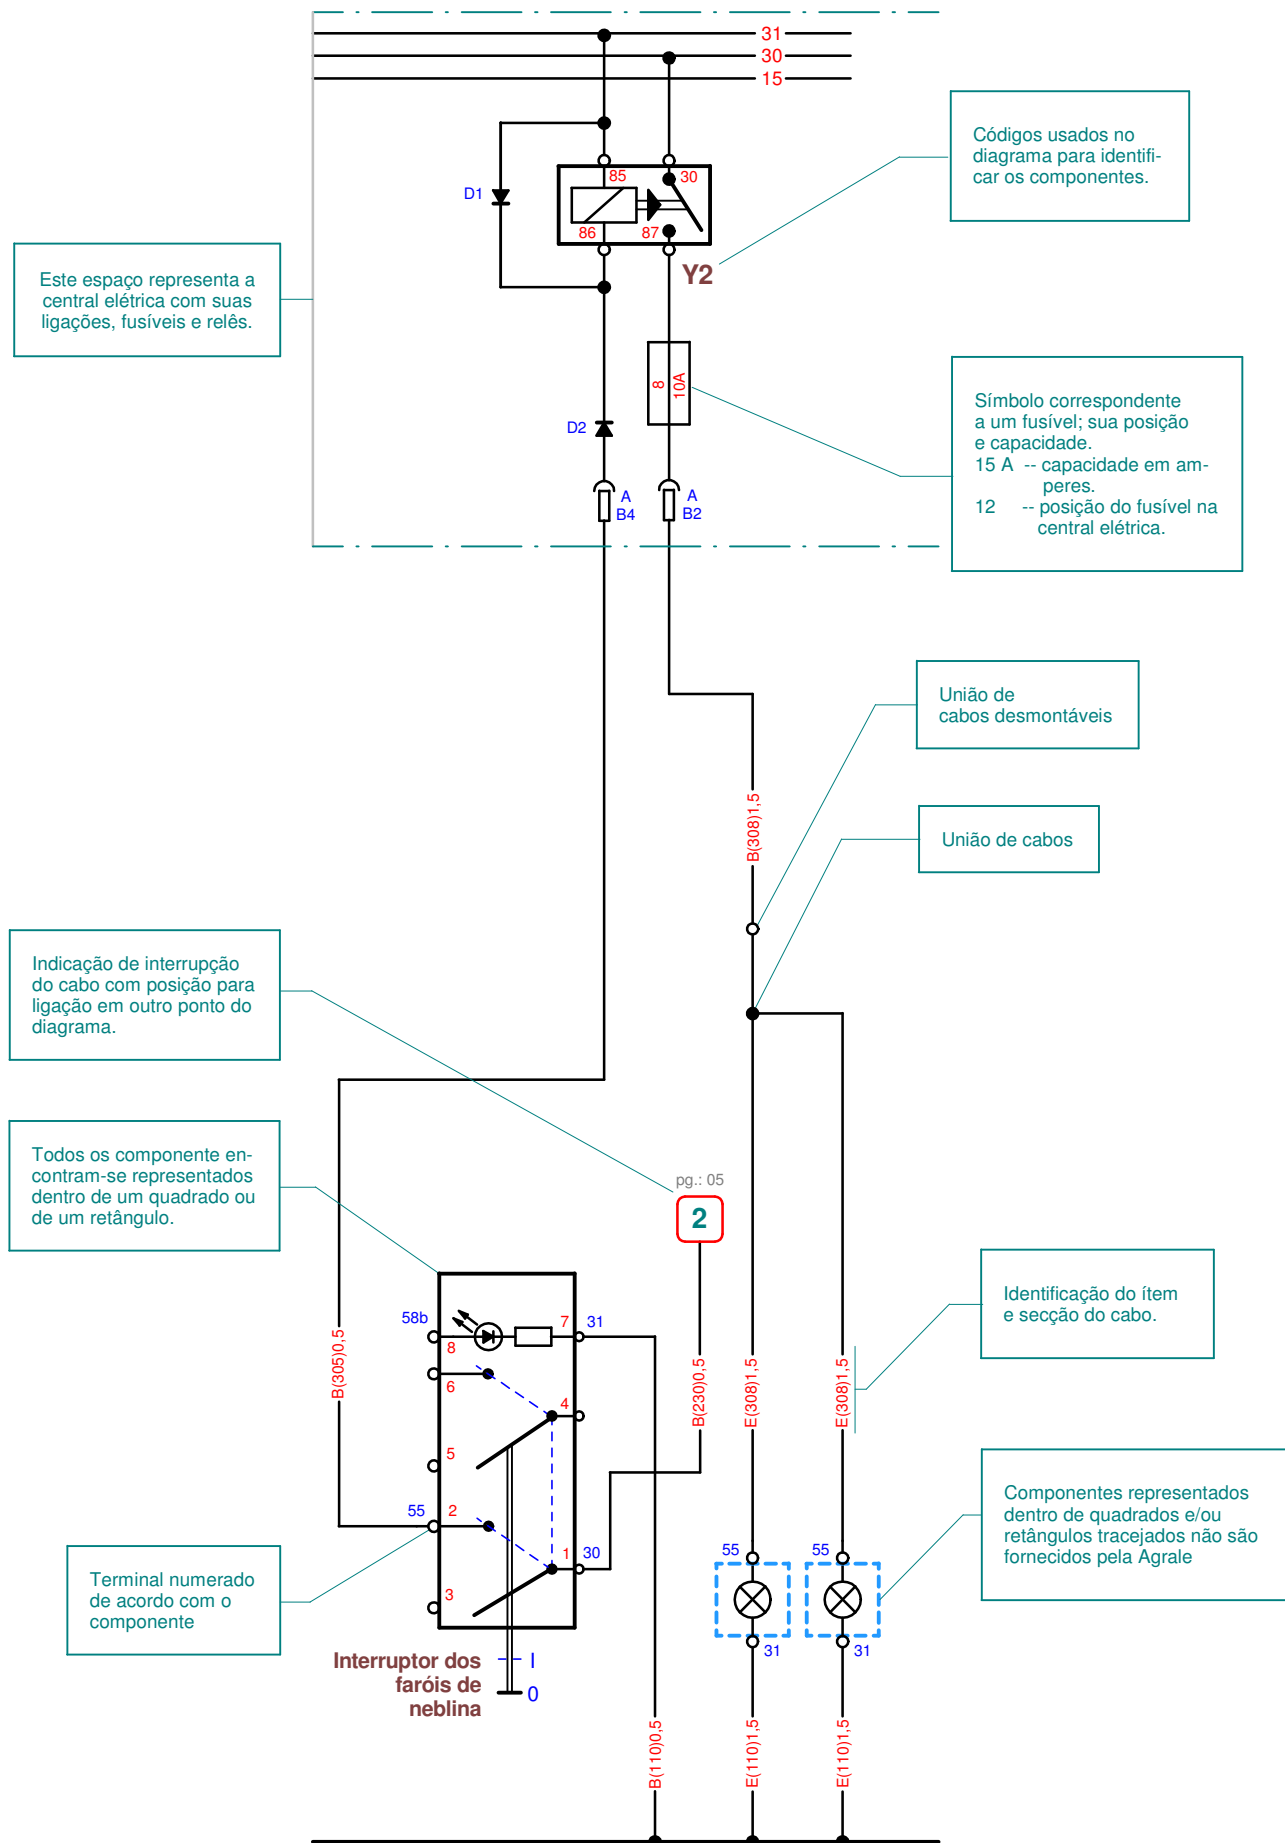 31
30
15
Códigos usados no
diagrama para identifi-
car os componentes.
D1
85
30
86
87
Y2
Este espaço representa a
central elétrica com suas
ligações, fusíveis e relês.
8
10A
Símbolo correspondente
a um fusível; sua posição
e capacidade.
15 A -- capacidade em am-
peres.
12 -- posição do fusível na
central elétrica.
D2
A
B4
A
B2
União de
cabos desmontáveis
B(308)1,5
União de cabos
Indicação de interrupção
do cabo com posição para
ligação em outro ponto do
diagrama.
Todos os componente en-
contram-se representados
dentro de um quadrado ou
de um retângulo.
pg.: 05
2
Identificação do ítem
e secção do cabo.
58b
8
7
31
6
4
5
55
2
1
30
3
B(305)0,5
B(230)0,5
E(308)1,5
E(308)1,5
Componentes representados
dentro de quadrados e/ou
retângulos tracejados não são
fornecidos pela Agrale
55
55
31
31
Terminal numerado
de acordo com o
componente
Interruptor dos
faróis de
neblina
I
0
B(110)0,5
E(110)1,5
E(110)1,5